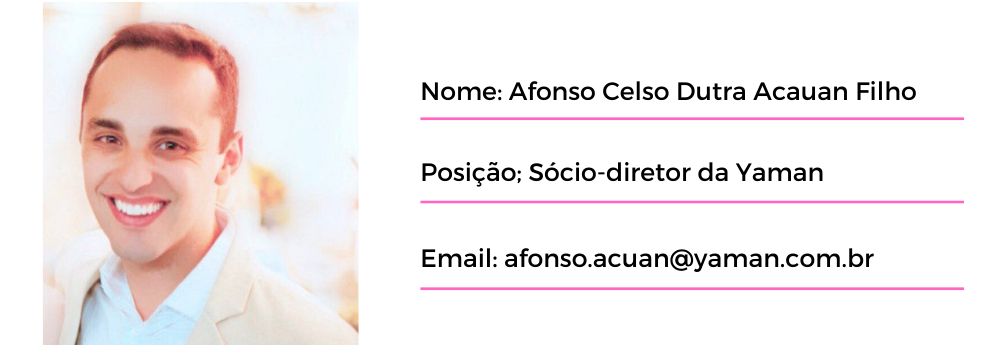 Nome: Afonso Celso Dutra Acauan Filho
Posição; Sócio-diretor da Yaman
Email: afonso.acuan@yaman.com.br